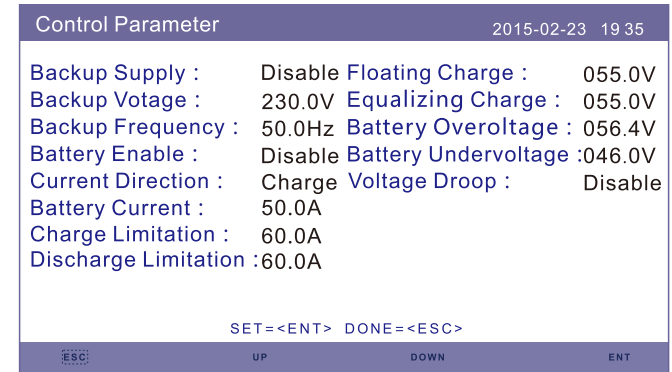 Control Parameter 2015-02-23 19 35
Backup Supply : Disable Floating Charge : 055.0V
Backup Votage : 230.0V Equalizing Charge : 055.0V
Backup Frequency : 50.0Hz Battery Overoltage : 056.4V
Battery Enable : Disable Battery Undervoltage : 046.0V
Current Direction : Charge Voltage Droop : Disable
Battery Current : 50.0A
Charge Limitation : 60.0A
Discharge Limitation : 60.0A
SET=<ENT> DONE=<ESC>
ESC UP DOWN ENT